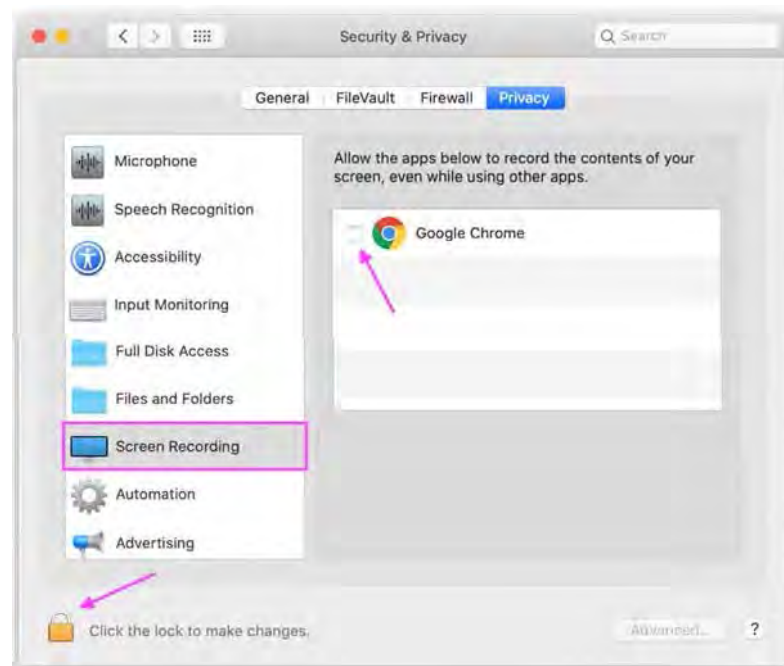 Security & Privacy
Search
General FileVault Firewall Privacy
Microphone
Speech Recognition
Accessibility
Input Monitoring
Full Disk Access
Files and Folders
Screen Recording
Automation
Advertising
Allow the apps below to record the contents of your
screen, even while using other apps.
Google Chrome
Click the lock to make changes.
Advanced...
?